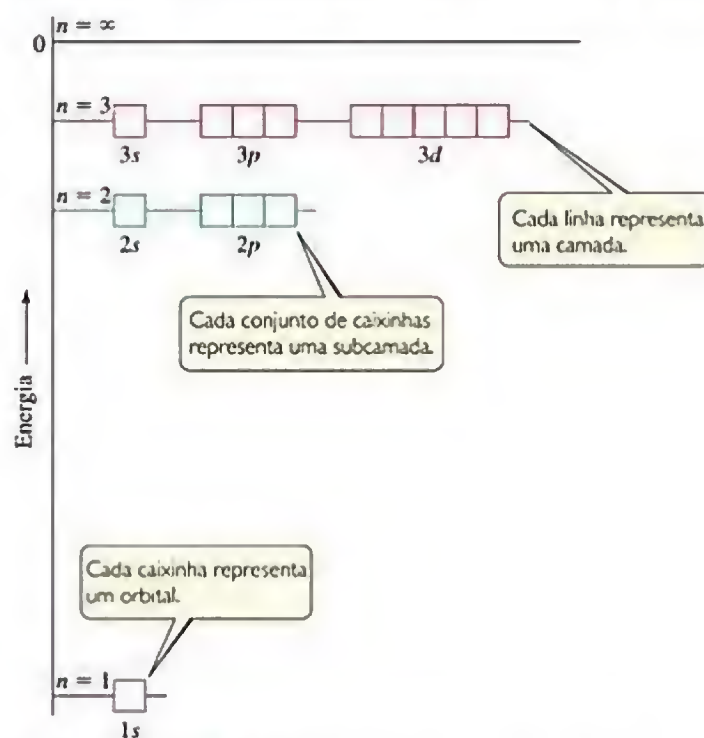 n = ∞
0
n = 3
3s 3p 3d
n = 2
2s 2p
Cada linha representa
uma camada.
Cada conjunto de caixinhas
representa uma subcamada.
Energia
Cada caixinha representa
um orbital.
n = 1
1s